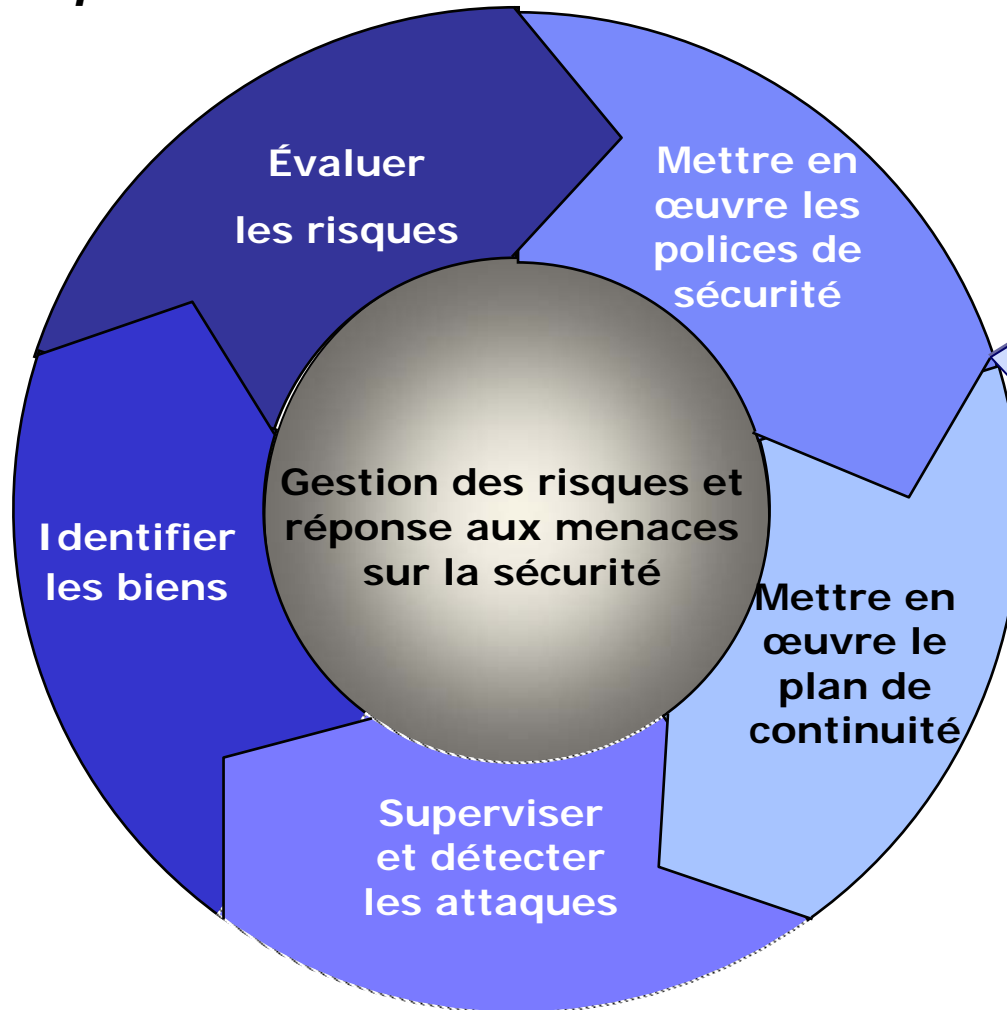 Évaluer
les risques
Mettre en
œuvre les
polices de
sécurité
Gestion des risques et
réponse aux menaces
sur la sécurité
Identifier
les biens
Mettre en
œuvre le
plan de
continuité
Superviser
et détecter
les attaques